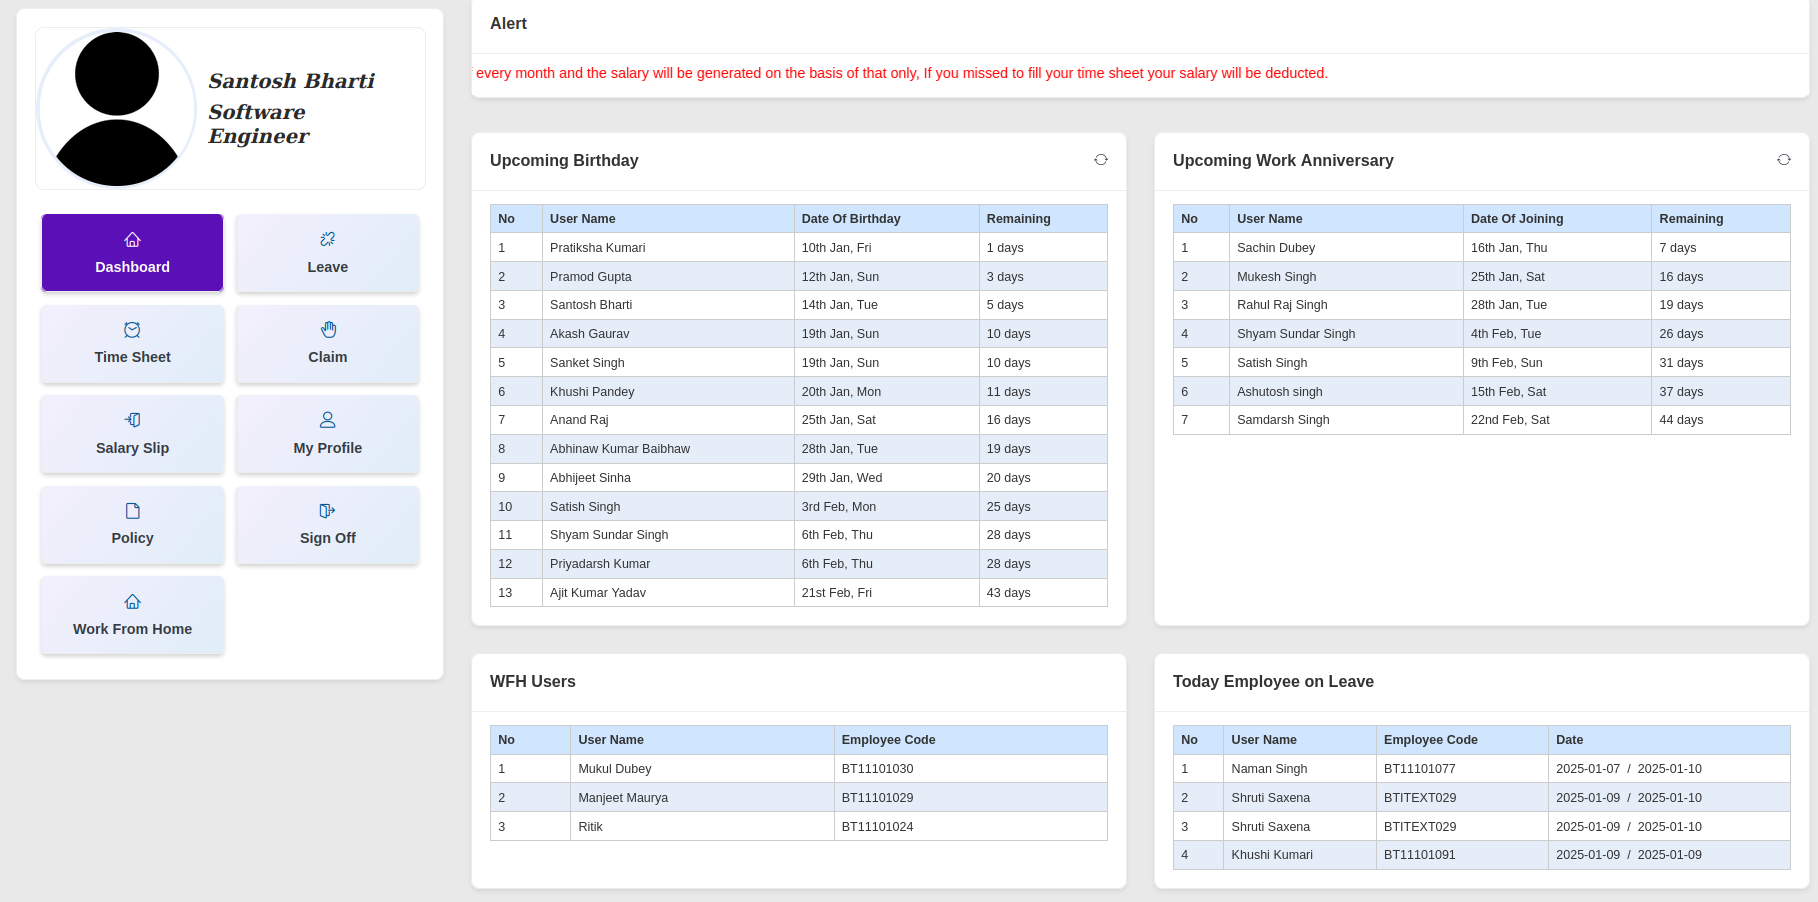 Santosh Bharti
Software
Engineer
Dashboard
Leave
Time Sheet
Claim
Salary Slip
My Profile
Policy
Sign Off
Work From Home
Alert
every month and the salary will be generated on the basis of that only, If you missed to fill your time sheet your salary will be deducted.
Upcoming Birthday
No User Name Date Of Birthday Remaining
1 Pratiksha Kumari 10th Jan, Fri 1 days
2 Pramod Gupta 12th Jan, Sun 3 days
3 Santosh Bharti 14th Jan, Tue 5 days
4 Akash Gaurav 19th Jan, Sun 10 days
5 Sanket Singh 19th Jan, Sun 10 days
6 Khushi Pandey 20th Jan, Mon 11 days
7 Anand Raj 25th Jan, Sat 16 days
8 Abhinaw Kumar Baibhaw 28th Jan, Tue 19 days
9 Abhijeet Sinha 29th Jan, Wed 20 days
10 Satish Singh 3rd Feb, Mon 25 days
11 Shyam Sundar Singh 6th Feb, Thu 28 days
12 Priyadarsh Kumar 6th Feb, Thu 28 days
13 Ajit Kumar Yadav 21st Feb, Fri 43 days
Upcoming Work Anniversary
No User Name Date Of Joining Remaining
1 Sachin Dubey 16th Jan, Thu 7 days
2 Mukesh Singh 25th Jan, Sat 16 days
3 Rahul Raj Singh 28th Jan, Tue 19 days
4 Shyam Sundar Singh 4th Feb, Tue 26 days
5 Satish Singh 9th Feb, Sun 31 days
6 Ashutosh singh 15th Feb, Sat 37 days
7 Samdarsh Singh 22nd Feb, Sat 44 days
WFH Users
No User Name Employee Code
1 Mukul Dubey BT11101030
2 Manjeet Maurya BT11101029
3 Ritik BT11101024
Today Employee on Leave
No User Name Employee Code Date
1 Naman Singh BT11101077 2025-01-07 / 2025-01-10
2 Shruti Saxena BTITEXT029 2025-01-09 / 2025-01-10
3 Shruti Saxena BTITEXT029 2025-01-09 / 2025-01-10
4 Khushi Kumari BT11101091 2025-01-09 / 2025-01-09